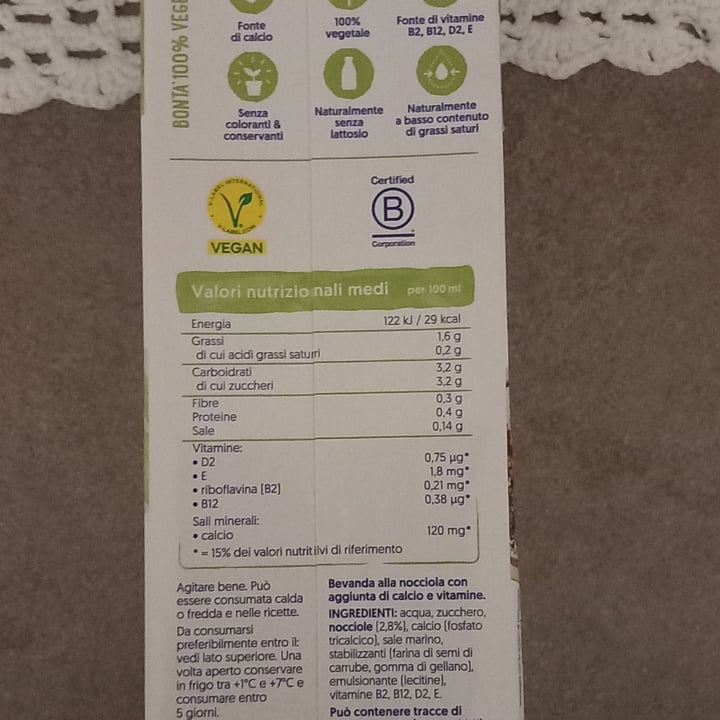 BONTÀ 100% VEGE
Fonte
di calcio
100%
vegetale
Fonte di vitamine
B2, B12, D2, E
Senza
coloranti &
conservanti
Naturalmente
senza
lattosio
Naturalmente
a basso contenuto
di grassi saturi
V-LABEL INTERNATIONAL
V-LABEL.COM
VEGAN
Certified
B
Corporation
Valori nutrizionali medi per 100 ml
Energia 122 kJ / 29 kcal
Grassi 1,6 g
di cui acidi grassi saturi 0,2 g
Carboidrati 3,2 g
di cui zuccheri 3,2 g
Fibre 0,3 g
Proteine 0,4 g
Sale 0,14 g
Vitamine:
• D2 0,75 µg*
• E 1,8 mg*
• riboflavina (B2) 0,21 mg*
• B12 0,38 µg*
Sali minerali:
• calcio 120 mg*
* = 15% dei valori nutritivi di riferimento
Agitare bene. Può
essere consumata calda
o fredda e nelle ricette.
Da consumarsi
preferibilmente entro il:
vedi lato superiore. Una
volta aperto conservare
in frigo tra +1°C e +7°C e
consumare entro
5 giorni.
Bevanda alla nocciola con
aggiunta di calcio e vitamine.
INGREDIENTI: acqua, zucchero,
nocciole (2,8%), calcio (fosfato
tricalcico), sale marino,
stabilizzanti (farina di semi di
carrube, gomma di gellano),
emulsionante (lecitine),
vitamine B2, B12, D2, E.
Può contenere tracce di